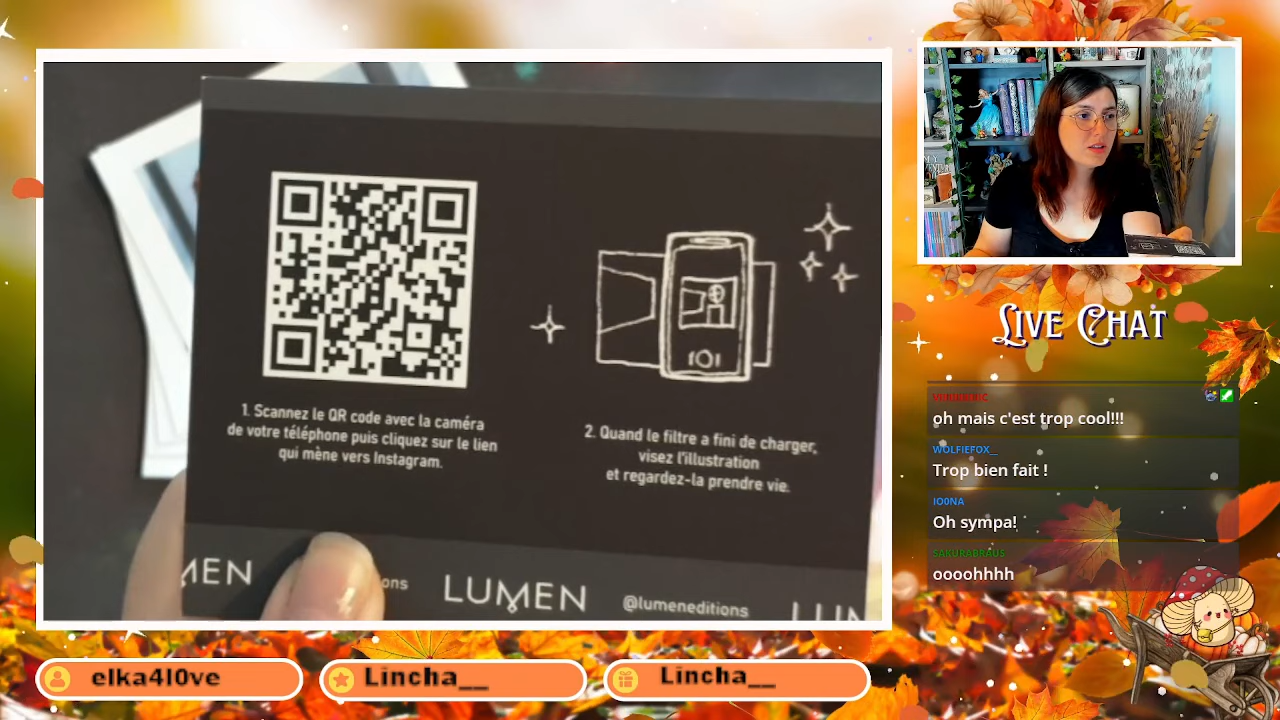 1. Scannez le QR code avec la caméra
de votre téléphone puis cliquez sur le lien
qui mène vers Instagram.
2. Quand le filtre a fini de charger,
visez l'illustration
et regardez-la prendre vie.
LUMEN
@lumeneditions
LIVE CHAT
oh mais c'est trop cool!!!
WOLFIEFOX_
Trop bien fait !
IO0NA
Oh sympa!
SAKURABRAUS
oooohhhh
elka4l0ve
Lincha__
Lincha__